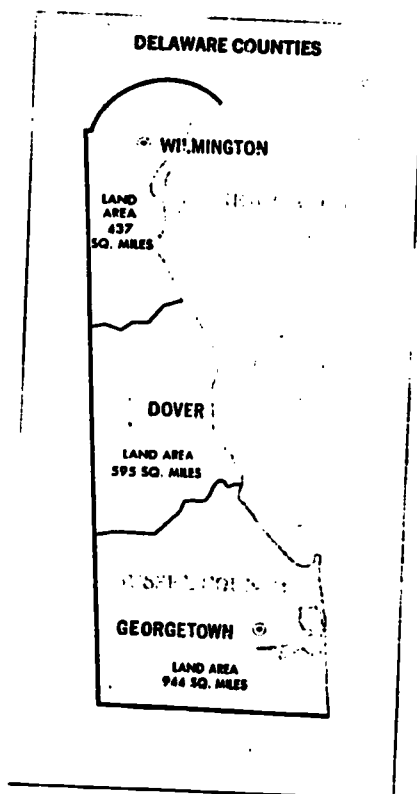 DELAWARE COUNTIES
WILMINGTON
LAND
AREA
437
SQ. MILES
DOVER
LAND AREA
595 SQ. MILES
GEORGETOWN
LAND AREA
944 SQ. MILES